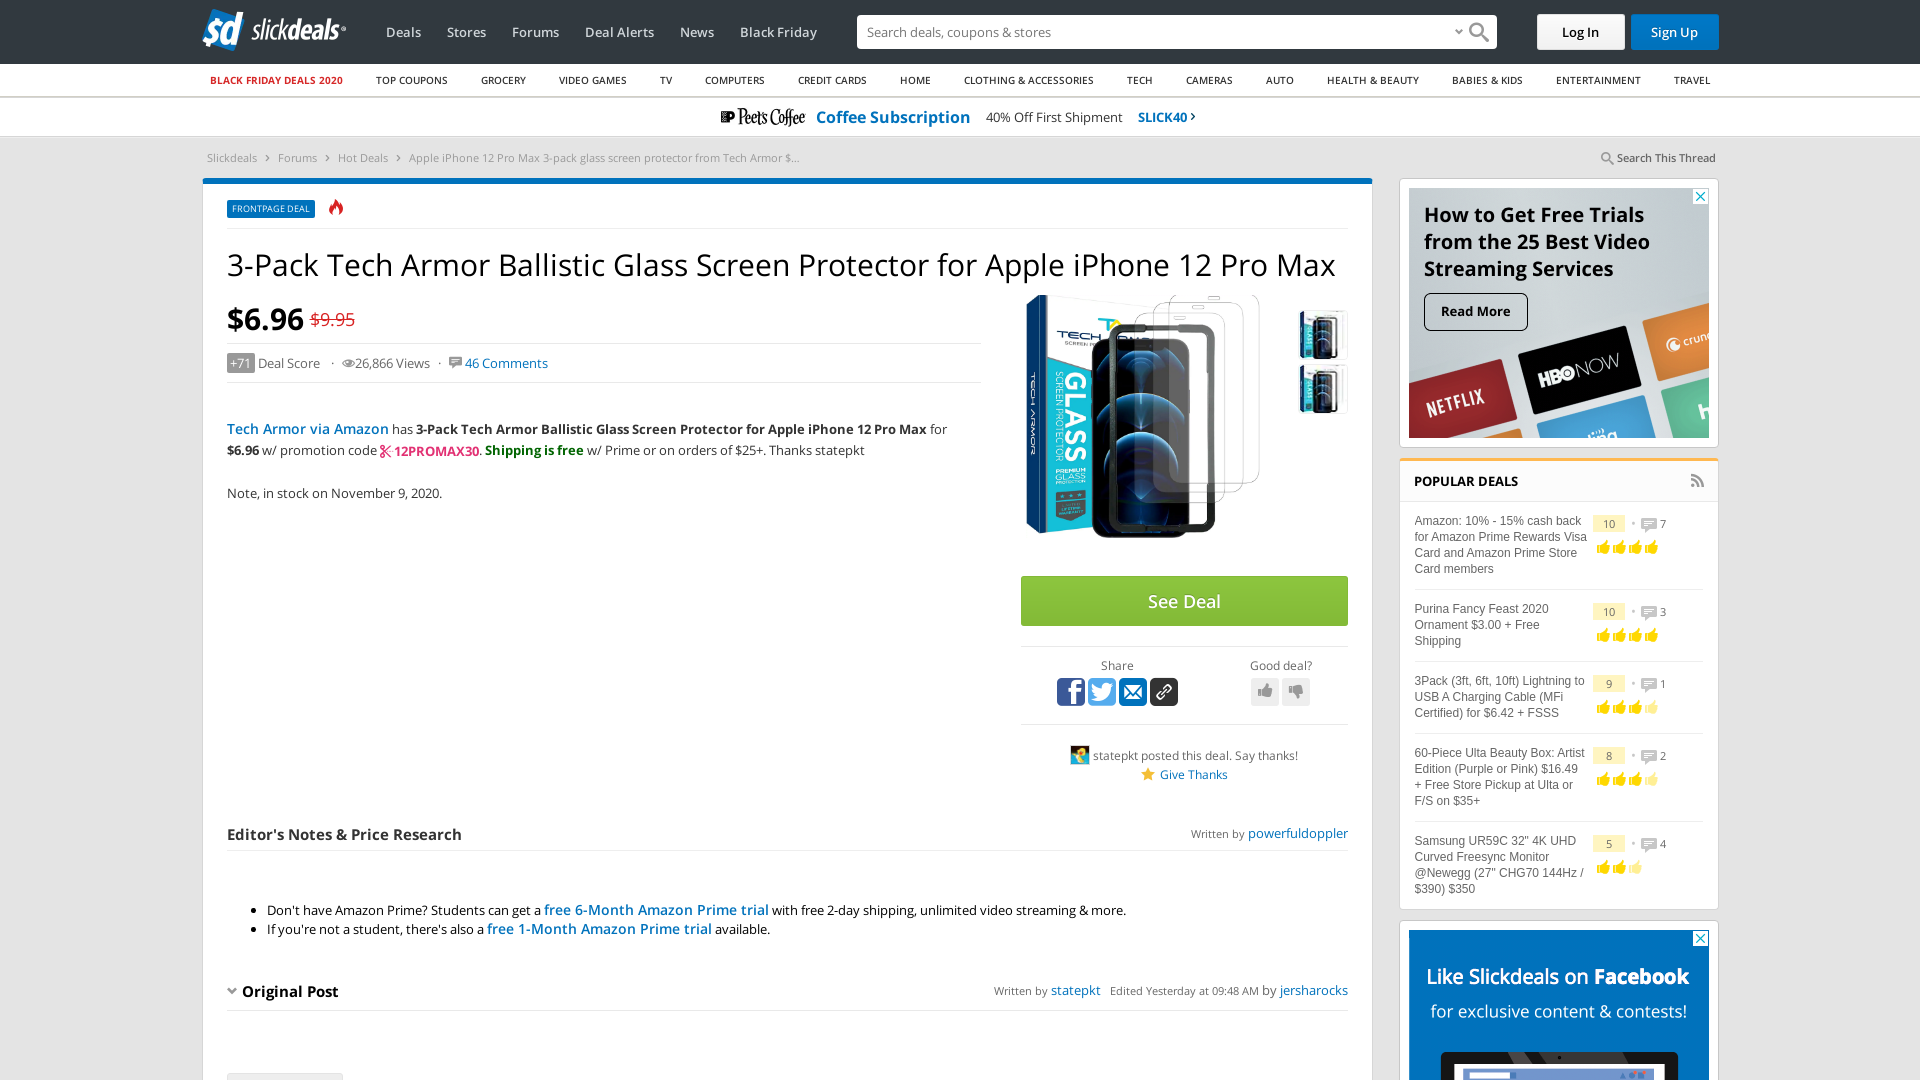 sd slickdeals
Deals Stores Forums Deal Alerts News Black Friday
Search deals, coupons & stores
Log In
Sign Up
BLACK FRIDAY DEALS 2020 TOP COUPONS GROCERY VIDEO GAMES TV COMPUTERS CREDIT CARDS HOME CLOTHING & ACCESSORIES TECH CAMERAS AUTO HEALTH & BEAUTY BABIES & KIDS ENTERTAINMENT TRAVEL
Peet's Coffee Coffee Subscription 40% Off First Shipment SLICK40
Slickdeals Forums Hot Deals Apple iPhone 12 Pro Max 3-pack glass screen protector from Tech Armor $...
Search This Thread
FRONTPAGE DEAL
3-Pack Tech Armor Ballistic Glass Screen Protector for Apple iPhone 12 Pro Max
$6.96 $9.95
+71 Deal Score · 26,866 Views · 46 Comments
Tech Armor via Amazon has 3-Pack Tech Armor Ballistic Glass Screen Protector for Apple iPhone 12 Pro Max for
$6.96 w/ promotion code 12PROMAX30. Shipping is free w/ Prime or on orders of $25+. Thanks statepkt
Note, in stock on November 9, 2020.
TECH ARMOR
GLASS
SCREEN PROTECTOR
PREMIUM
GLASS
See Deal
Share
Good deal?
statepkt posted this deal. Say thanks!
Give Thanks
Editor's Notes & Price Research
Written by powerfuldoppler
Don't have Amazon Prime? Students can get a free 6-Month Amazon Prime trial with free 2-day shipping, unlimited video streaming & more.
If you're not a student, there's also a free 1-Month Amazon Prime trial available.
Original Post
Written by statepkt Edited Yesterday at 09:48 AM by jersharocks
How to Get Free Trials
from the 25 Best Video
Streaming Services
Read More
crunc
HBO NOW
NETFLIX
h
POPULAR DEALS
Amazon: 10% - 15% cash back
for Amazon Prime Rewards Visa
Card and Amazon Prime Store
Card members
10 · 7
Purina Fancy Feast 2020
Ornament $3.00 + Free
Shipping
10 · 3
3Pack (3ft, 6ft, 10ft) Lightning to
USB A Charging Cable (MFi
Certified) for $6.42 + FSSS
9 · 1
60-Piece Ulta Beauty Box: Artist
Edition (Purple or Pink) $16.49
+ Free Store Pickup at Ulta or
F/S on $35+
8 · 2
Samsung UR59C 32" 4K UHD
Curved Freesync Monitor
@Newegg (27" CHG70 144Hz /
$390) $350
5 · 4
Like Slickdeals on Facebook
for exclusive content & contests!